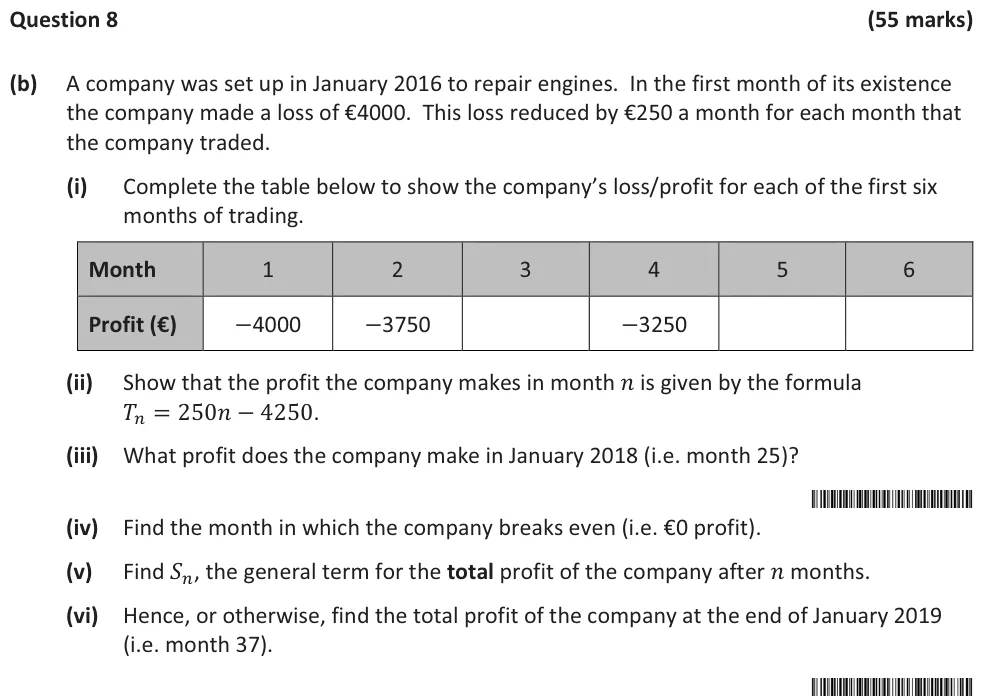 Question 8 (55 marks)
(b) A company was set up in January 2016 to repair engines. In the first month of its existence
the company made a loss of €4000. This loss reduced by €250 a month for each month that
the company traded.
(i) Complete the table below to show the company’s loss/profit for each of the first six
months of trading.
Month 1 2 3 4 5 6
Profit (€) −4000 −3750 −3250
(ii) Show that the profit the company makes in month n is given by the formula
Tₙ = 250n − 4250.
(iii) What profit does the company make in January 2018 (i.e. month 25)?
(iv) Find the month in which the company breaks even (i.e. €0 profit).
(v) Find Sₙ, the general term for the total profit of the company after n months.
(vi) Hence, or otherwise, find the total profit of the company at the end of January 2019
(i.e. month 37).